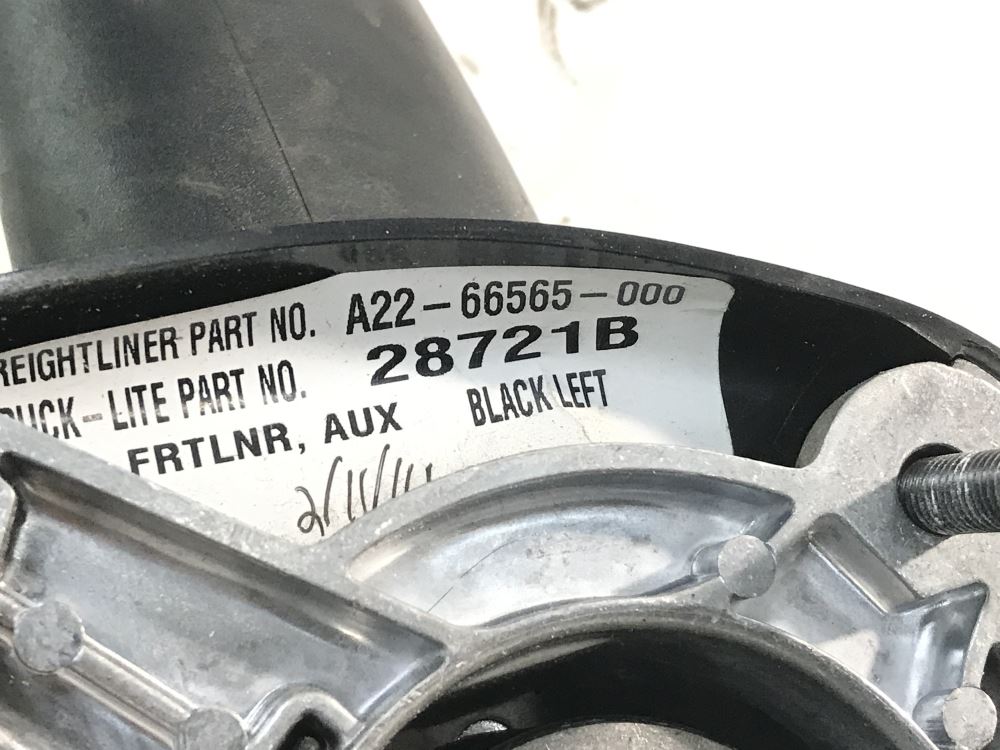 REIGHTLINER PART NO. A22-66565-000
RUCK-LITE PART NO. 28721B
FRTLNR, AUX BLACK LEFT